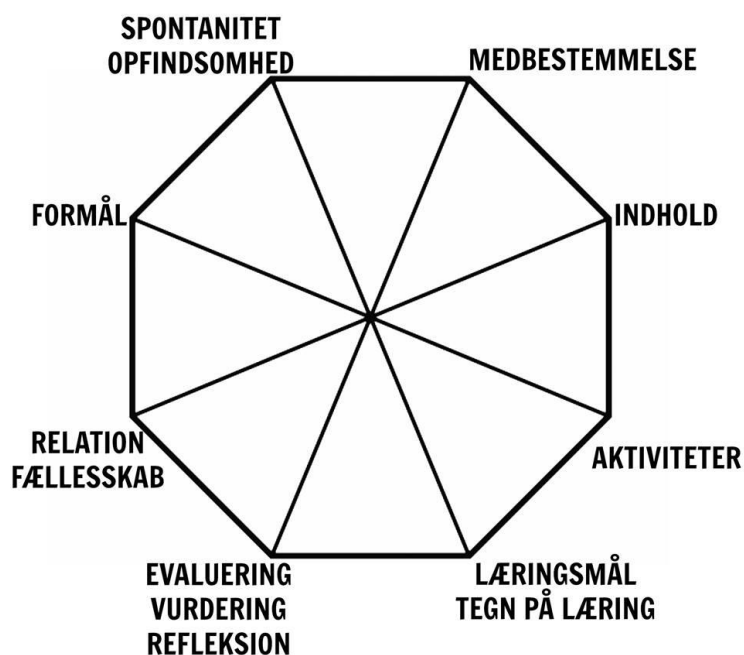 SPONTANITET
OPFINDSOMHED
MEDBESTEMMELSE
FORMÅL
INDHOLD
RELATION
FÆLLESSKAB
AKTIVITETER
EVALUERING
VURDERING
REFLEKSION
LÆRINGSMÅL
TEGN PÅ LÆRING